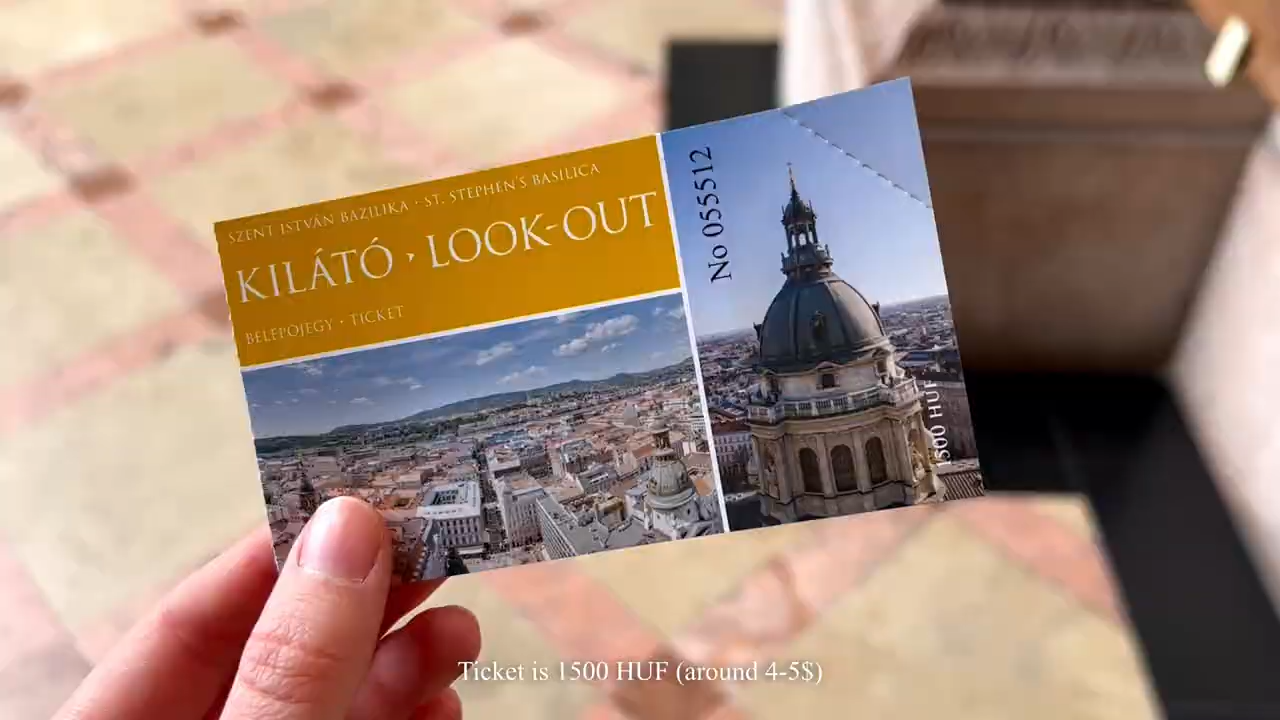 SZENT ISTVÁN BAZILIKA · ST. STEPHEN'S BASILICA
KILÁTÓ · LOOK-OUT
BELÉPŐJEGY · TICKET
No 055512
1500 HUF
Ticket is 1500 HUF (around 4-5$)